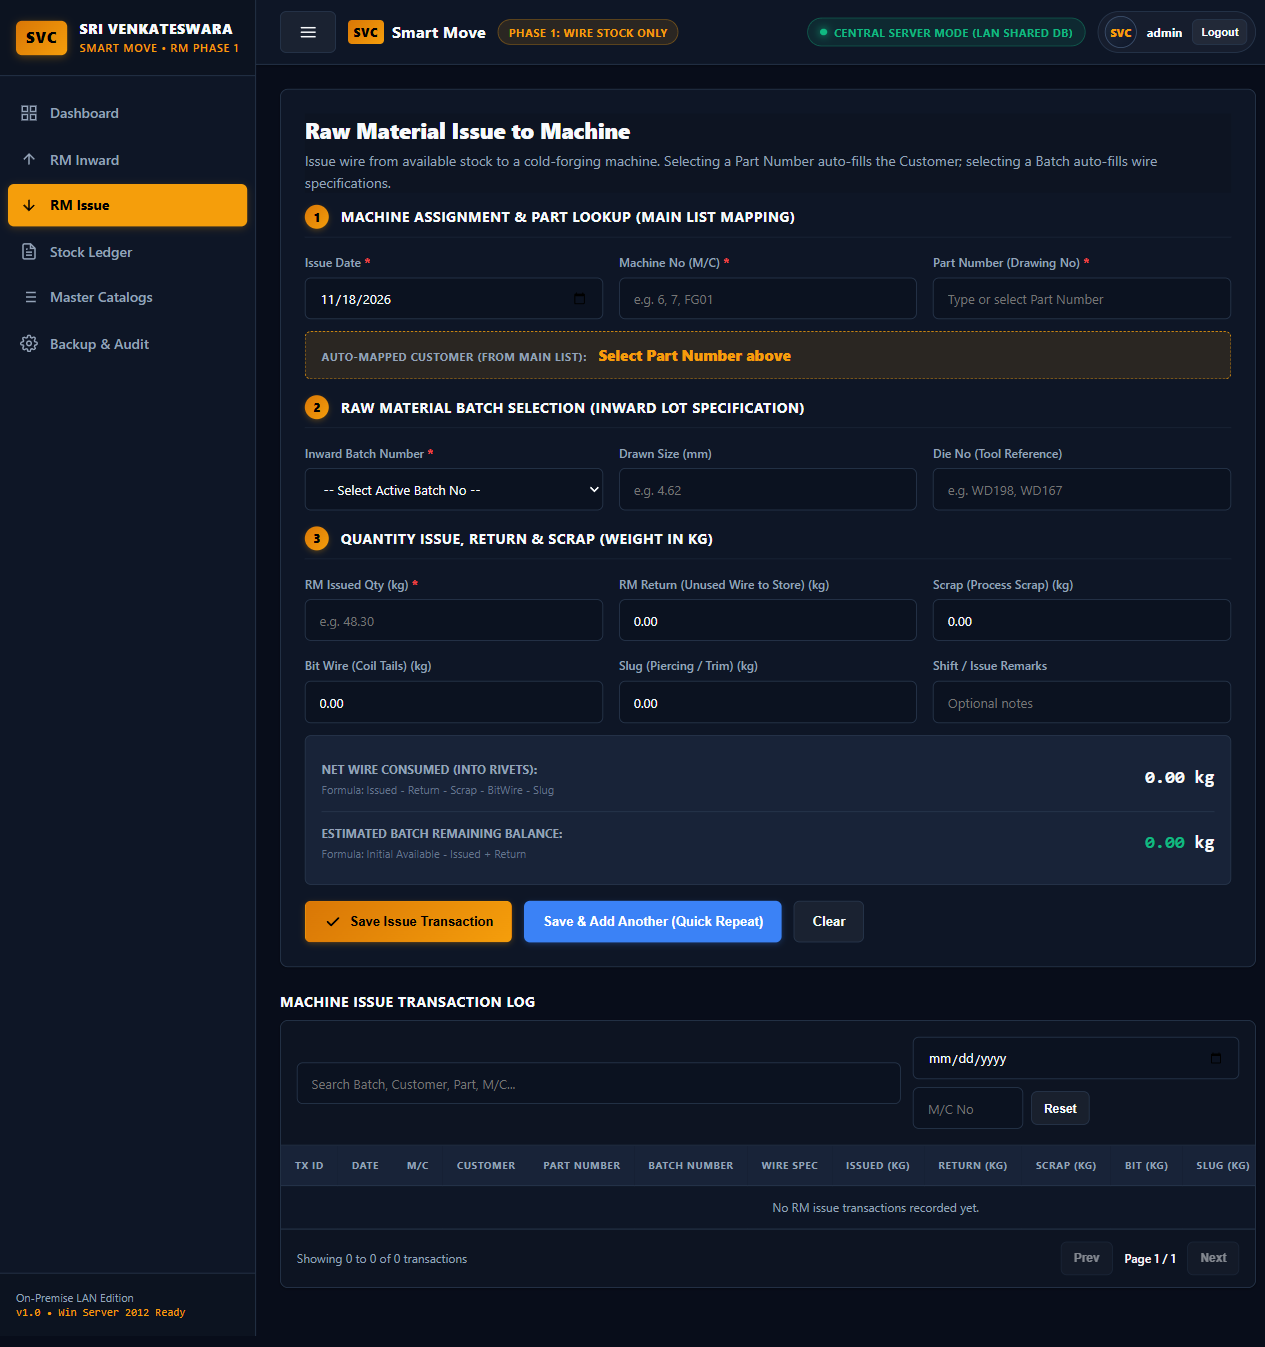 SVC
SRI VENKATESWARA
SMART MOVE • RM PHASE 1
Dashboard
RM Inward
RM Issue
Stock Ledger
Master Catalogs
Backup & Audit
On-Premise LAN Edition
v1.0 • Win Server 2012 Ready
SVC Smart Move PHASE 1: WIRE STOCK ONLY CENTRAL SERVER MODE (LAN SHARED DB) SVC admin Logout
Raw Material Issue to Machine
Issue wire from available stock to a cold-forging machine. Selecting a Part Number auto-fills the Customer; selecting a Batch auto-fills wire
specifications.
1 MACHINE ASSIGNMENT & PART LOOKUP (MAIN LIST MAPPING)
Issue Date * Machine No (M/C) * Part Number (Drawing No) *
11/18/2026 e.g. 6, 7, FG01 Type or select Part Number
AUTO-MAPPED CUSTOMER (FROM MAIN LIST): Select Part Number above
2 RAW MATERIAL BATCH SELECTION (INWARD LOT SPECIFICATION)
Inward Batch Number * Drawn Size (mm) Die No (Tool Reference)
-- Select Active Batch No -- e.g. 4.62 e.g. WD198, WD167
3 QUANTITY ISSUE, RETURN & SCRAP (WEIGHT IN KG)
RM Issued Qty (kg) * RM Return (Unused Wire to Store) (kg) Scrap (Process Scrap) (kg)
e.g. 48.30 0.00 0.00
Bit Wire (Coil Tails) (kg) Slug (Piercing / Trim) (kg) Shift / Issue Remarks
0.00 0.00 Optional notes
NET WIRE CONSUMED (INTO RIVETS): 0.00 kg
Formula: Issued - Return - Scrap - BitWire - Slug
ESTIMATED BATCH REMAINING BALANCE: 0.00 kg
Formula: Initial Available - Issued + Return
Save Issue Transaction Save & Add Another (Quick Repeat) Clear
MACHINE ISSUE TRANSACTION LOG
mm/dd/yyyy
Search Batch, Customer, Part, M/C...
M/C No Reset
TX ID DATE M/C CUSTOMER PART NUMBER BATCH NUMBER WIRE SPEC ISSUED (KG) RETURN (KG) SCRAP (KG) BIT (KG) SLUG (KG)
No RM issue transactions recorded yet.
Showing 0 to 0 of 0 transactions Prev Page 1 / 1 Next